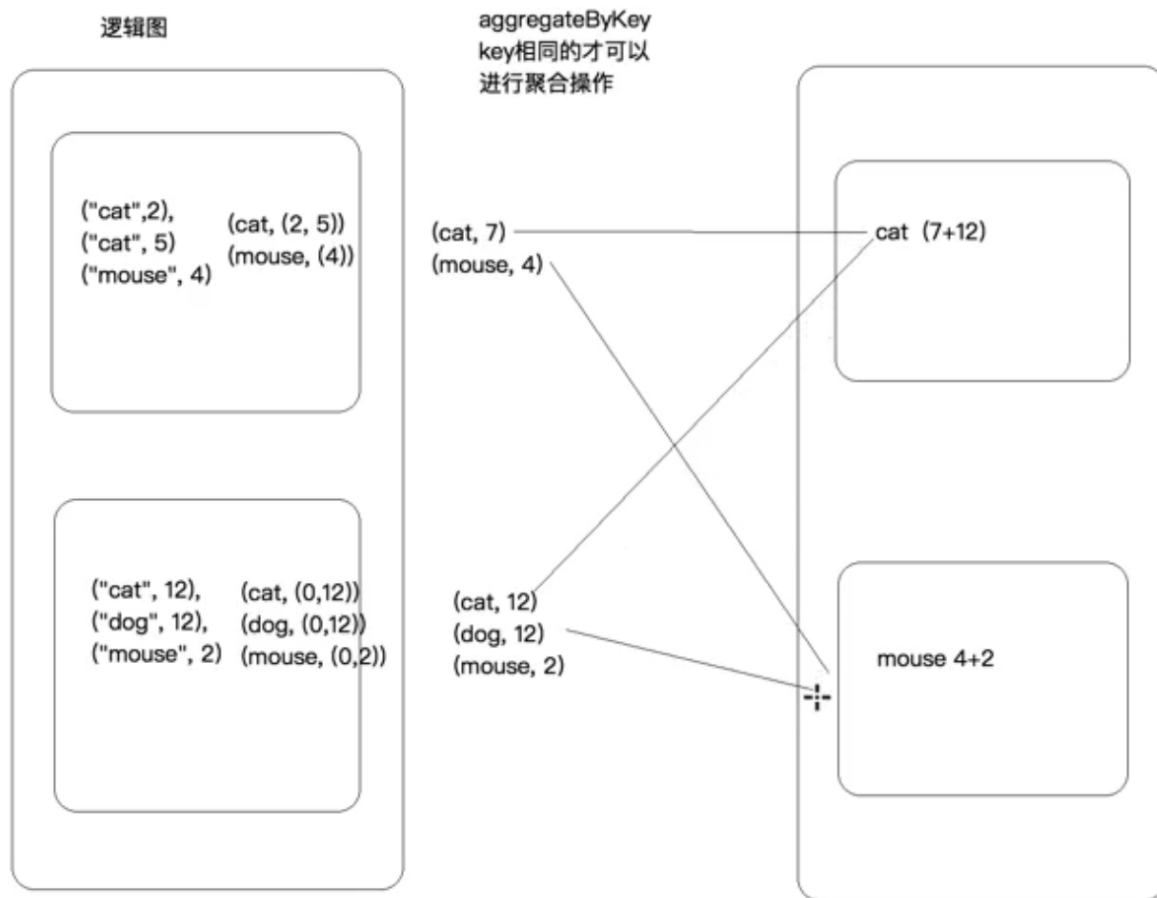 逻辑图
aggregateByKey
key相同的才可以
进行聚合操作
("cat",2),
("cat", 5)
("mouse", 4)
(cat, (2, 5))
(mouse, (4))
(cat, 7)
(mouse, 4)
cat (7+12)
("cat", 12),
("dog", 12),
("mouse", 2)
(cat, (0,12))
(dog, (0,12))
(mouse, (0,2))
(cat, 12)
(dog, 12)
(mouse, 2)
mouse 4+2